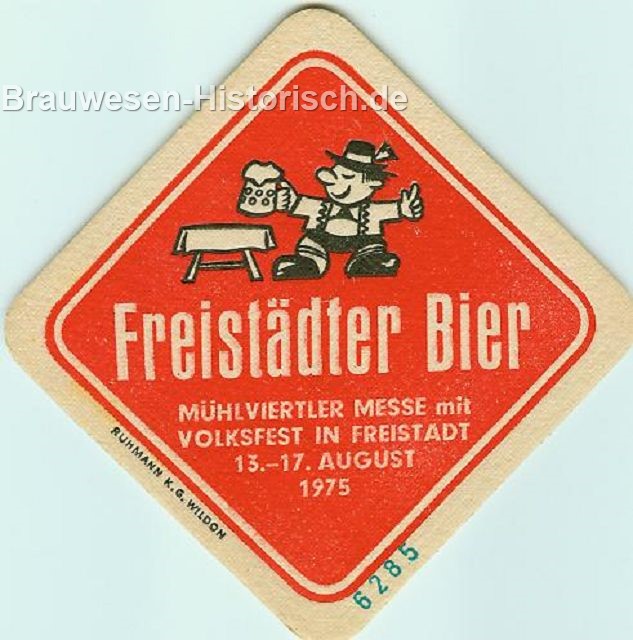 Brauwesen-Historisch.de
Freistädter Bier
MÜHLVIERTLER MESSE mit
VOLKSFEST IN FREISTADT
13.–17. AUGUST
1975
RUHMANN K.G. WILDON
6285